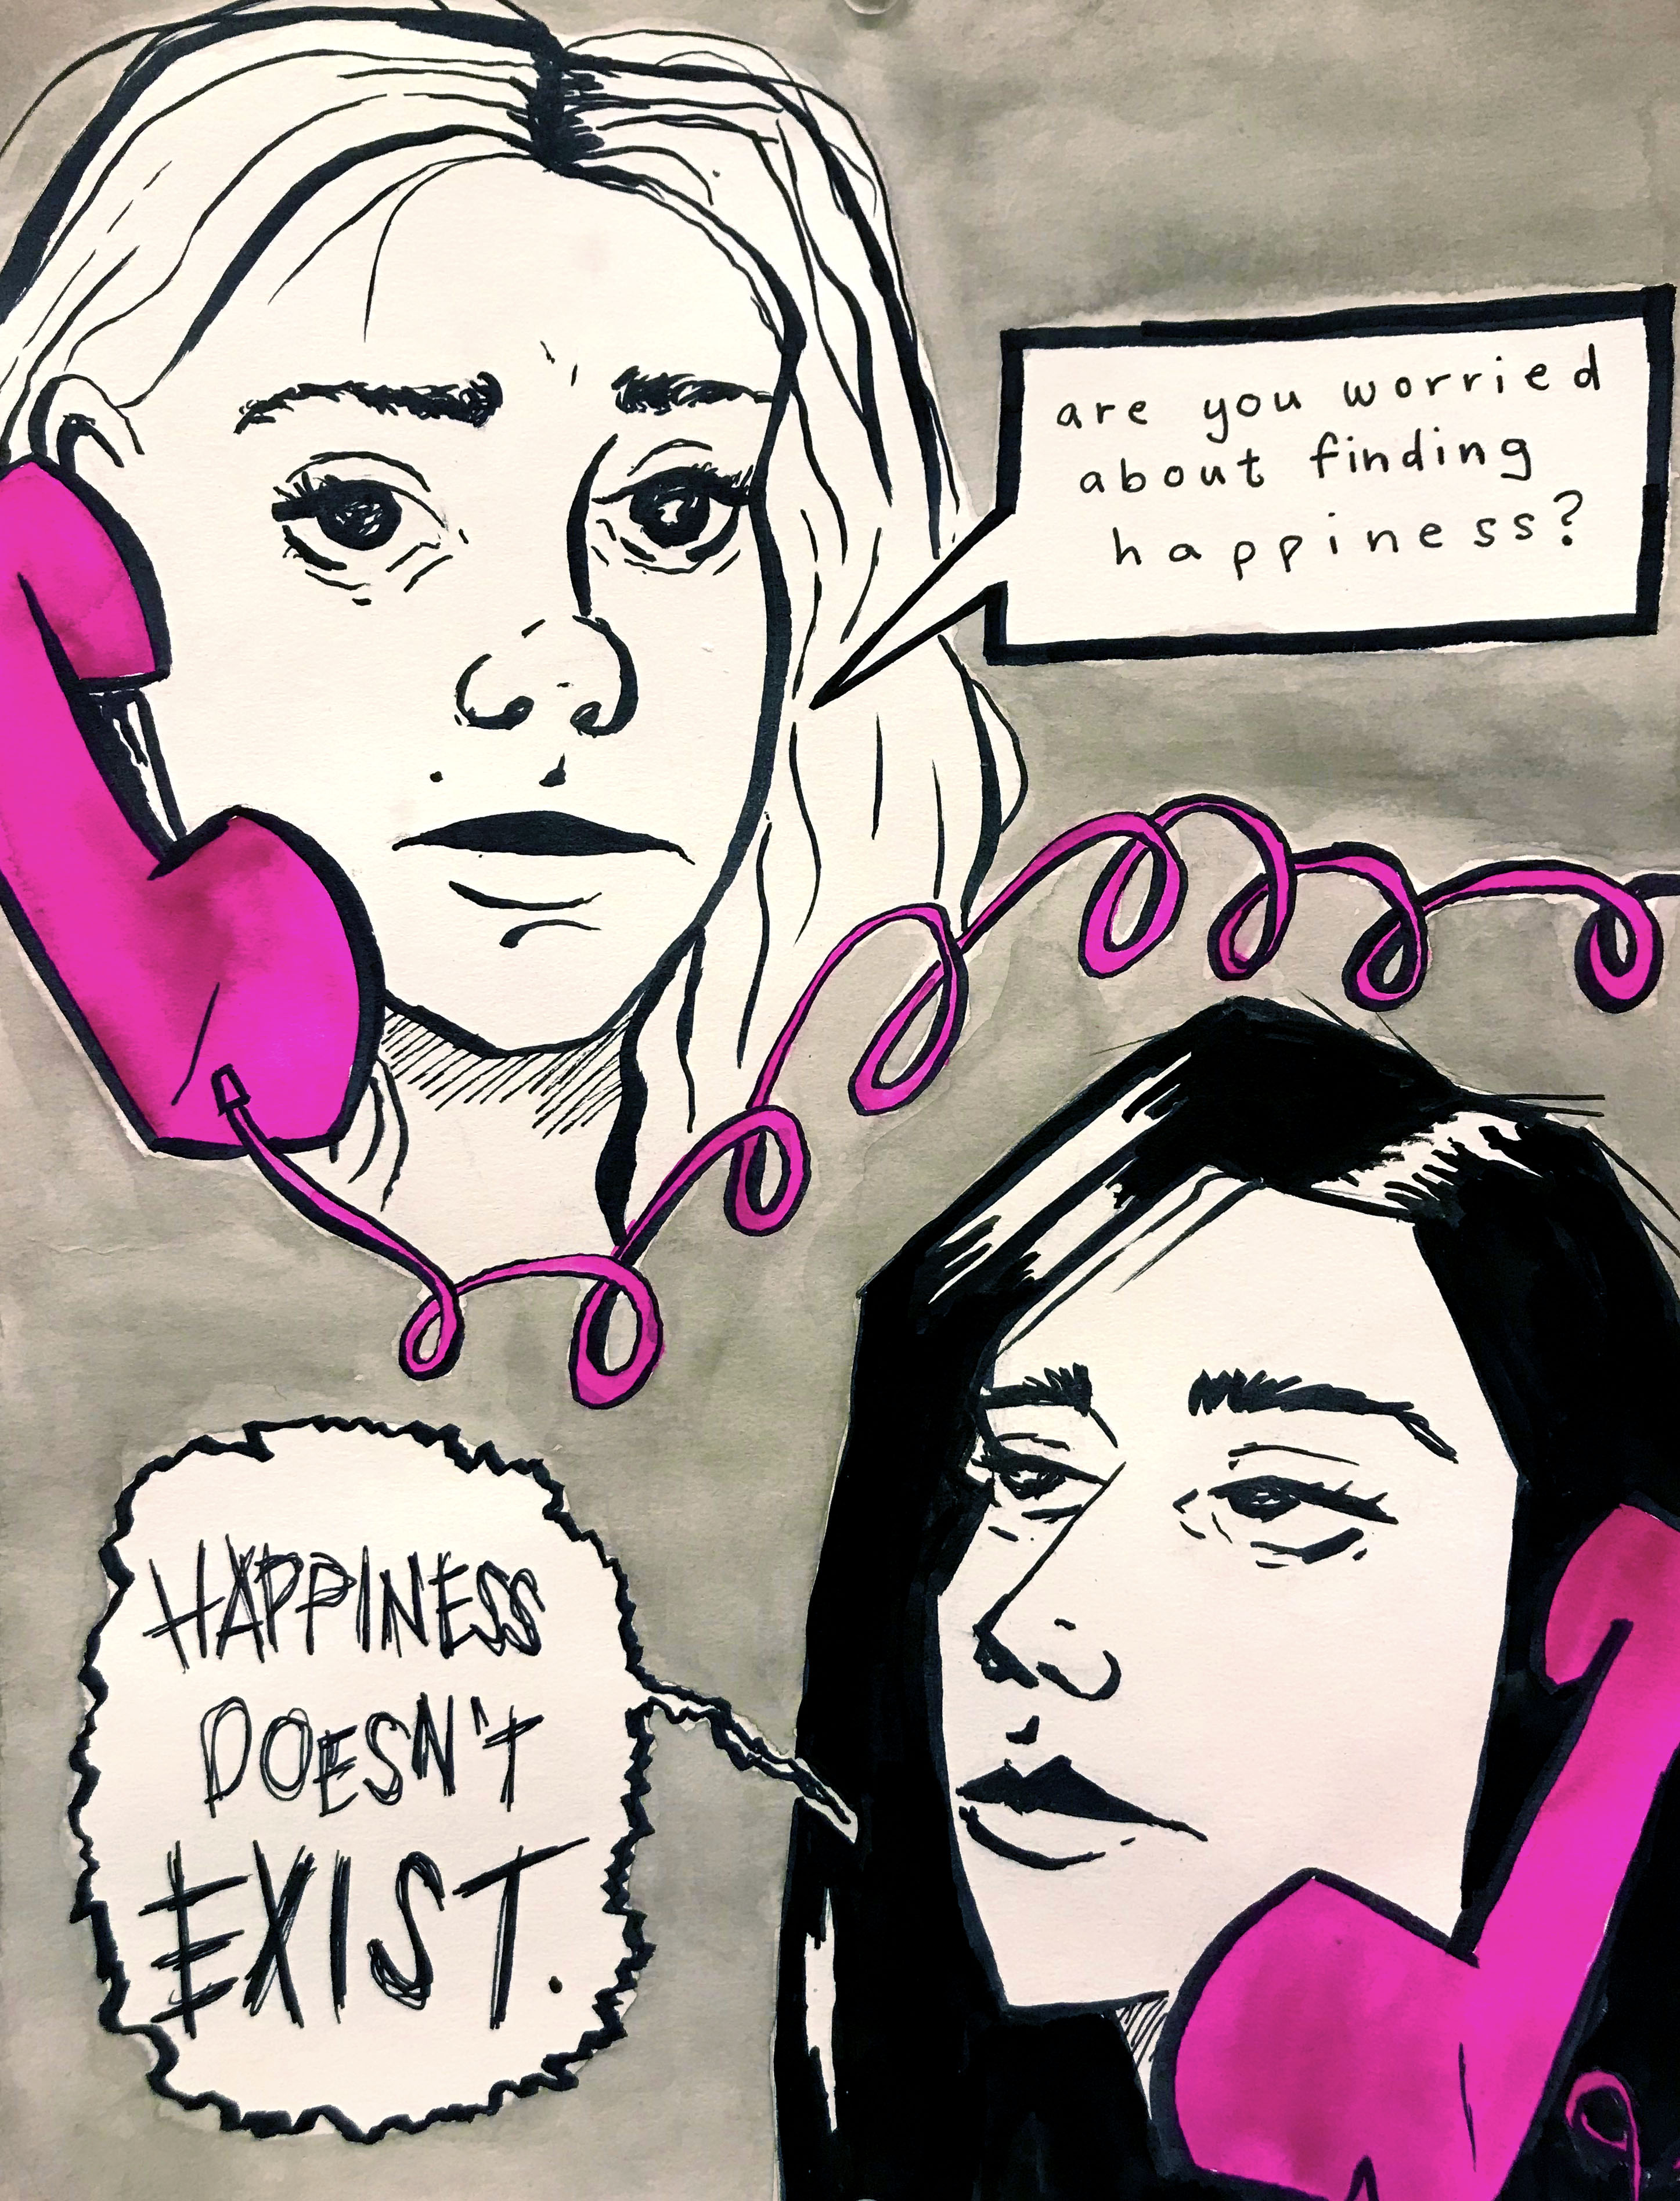 are you worried
about finding
happiness?
HAPPINESS
DOESN'T
EXIST.